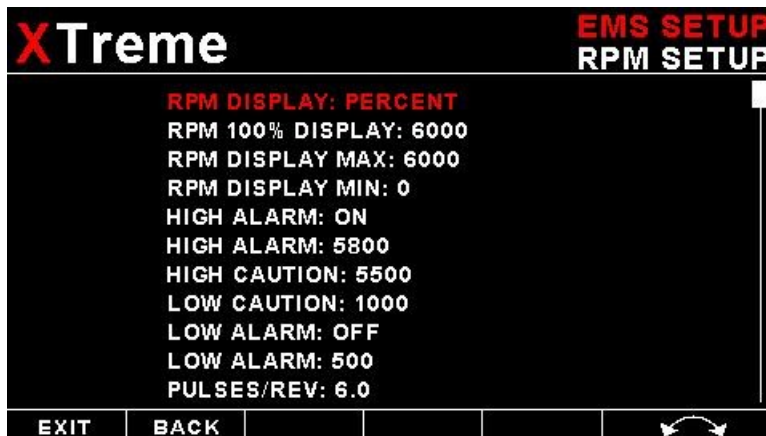 XTreme
EMS SETUP
RPM SETUP
RPM DISPLAY: PERCENT
RPM 100% DISPLAY: 6000
RPM DISPLAY MAX: 6000
RPM DISPLAY MIN: 0
HIGH ALARM: ON
HIGH ALARM: 5800
HIGH CAUTION: 5500
LOW CAUTION: 1000
LOW ALARM: OFF
LOW ALARM: 500
PULSES/REV: 6.0
EXIT BACK